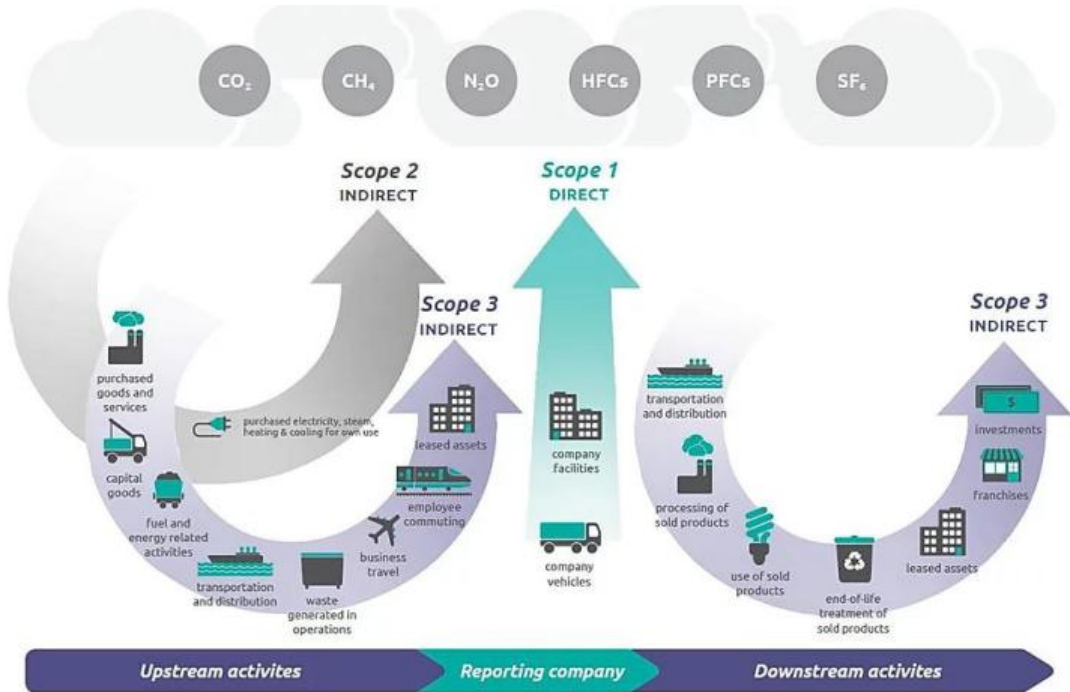 CO₂
CH₄
N₂O
HFCs
PFCs
SF₆
Scope 2
INDIRECT
Scope 1
DIRECT
Scope 3
INDIRECT
Scope 3
INDIRECT
purchased
goods and
services
capital
goods
fuel and
energy related
activities
transportation
and distribution
waste
generated in
operations
business
travel
employee
commuting
leased assets
purchased electricity, steam,
heating & cooling for own use
company
facilities
company
vehicles
transportation
and distribution
processing of
sold products
use of sold
products
end-of-life
treatment of
sold products
leased assets
franchises
$
investments
Upstream activites
Reporting company
Downstream activites